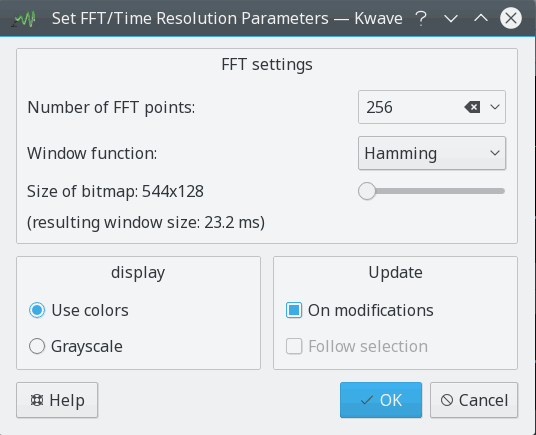 Set FFT/Time Resolution Parameters — Kwave
FFT settings
Number of FFT points: 256
Window function: Hamming
Size of bitmap: 544x128
(resulting window size: 23.2 ms)
display
Use colors
Grayscale
Update
On modifications
Follow selection
Help OK Cancel